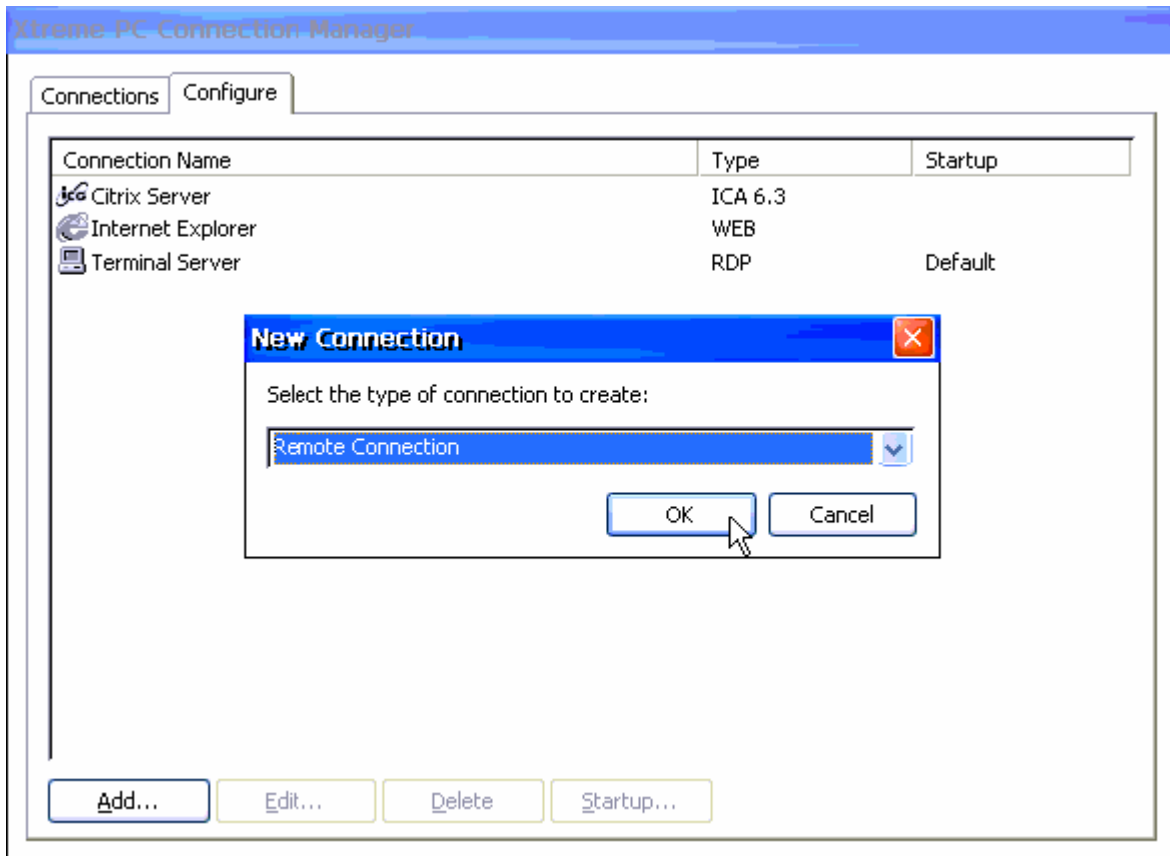 Xtreme PC Connection Manager
Connections Configure
Connection Name Type Startup
ica Citrix Server ICA 6.3
Internet Explorer WEB
Terminal Server RDP Default
New Connection
Select the type of connection to create:
Remote Connection
OK Cancel
Add... Edit... Delete Startup...